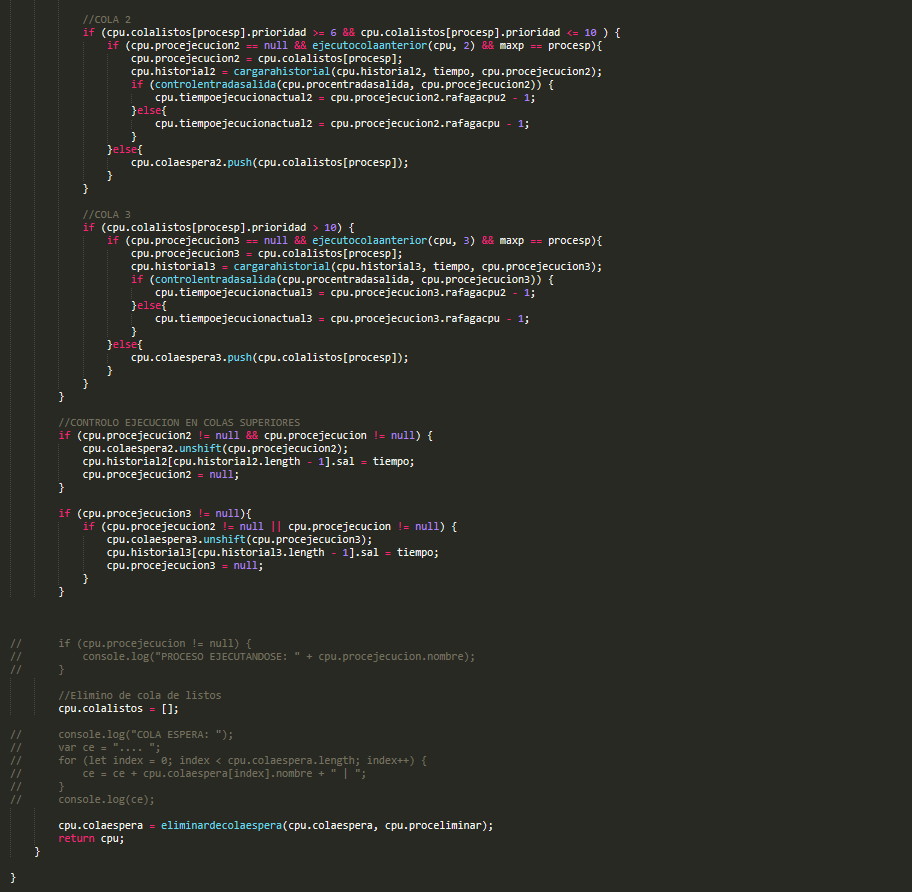 //COLA 2
if (cpu.colalistos[procesp].prioridad >= 6 && cpu.colalistos[procesp].prioridad <= 10 ) {
if (cpu.procejecucion2 == null && ejecutocolaanterior(cpu, 2) && maxp == procesp){
cpu.procejecucion2 = cpu.colalistos[procesp];
cpu.historial2 = cargarahistorial(cpu.historial2, tiempo, cpu.procejecucion2);
if (controlentradasalida(cpu.procentradasalida, cpu.procejecucion2)) {
cpu.tiempoejecucionactual2 = cpu.procejecucion2.rafagacpu2 - 1;
}else{
cpu.tiempoejecucionactual2 = cpu.procejecucion2.rafagacpu - 1;
}
}else{
cpu.colaespera2.push(cpu.colalistos[procesp]);
}
}
//COLA 3
if (cpu.colalistos[procesp].prioridad > 10) {
if (cpu.procejecucion3 == null && ejecutocolaanterior(cpu, 3) && maxp == procesp){
cpu.procejecucion3 = cpu.colalistos[procesp];
cpu.historial3 = cargarahistorial(cpu.historial3, tiempo, cpu.procejecucion3);
if (controlentradasalida(cpu.procentradasalida, cpu.procejecucion3)) {
cpu.tiempoejecucionactual3 = cpu.procejecucion3.rafagacpu2 - 1;
}else{
cpu.tiempoejecucionactual3 = cpu.procejecucion3.rafagacpu - 1;
}
}else{
cpu.colaespera3.push(cpu.colalistos[procesp]);
}
}
}
//CONTROLO EJECUCION EN COLAS SUPERIORES
if (cpu.procejecucion2 != null && cpu.procejecucion != null) {
cpu.colaespera2.unshift(cpu.procejecucion2);
cpu.historial2[cpu.historial2.length - 1].sal = tiempo;
cpu.procejecucion2 = null;
}
if (cpu.procejecucion3 != null){
if (cpu.procejecucion2 != null || cpu.procejecucion != null) {
cpu.colaespera3.unshift(cpu.procejecucion3);
cpu.historial3[cpu.historial3.length - 1].sal = tiempo;
cpu.procejecucion3 = null;
}
}
// if (cpu.procejecucion != null) {
// console.log("PROCESO EJECUTANDOSE: " + cpu.procejecucion.nombre);
// }
//Elimino de cola de listos
cpu.colalistos = [];
// console.log("COLA ESPERA: ");
// var ce = ".... ";
// for (let index = 0; index < cpu.colaespera.length; index++) {
// ce = ce + cpu.colaespera[index].nombre + " | ";
// }
// console.log(ce);
cpu.colaespera = eliminardecolaespera(cpu.colaespera, cpu.proceliminar);
return cpu;
}
}